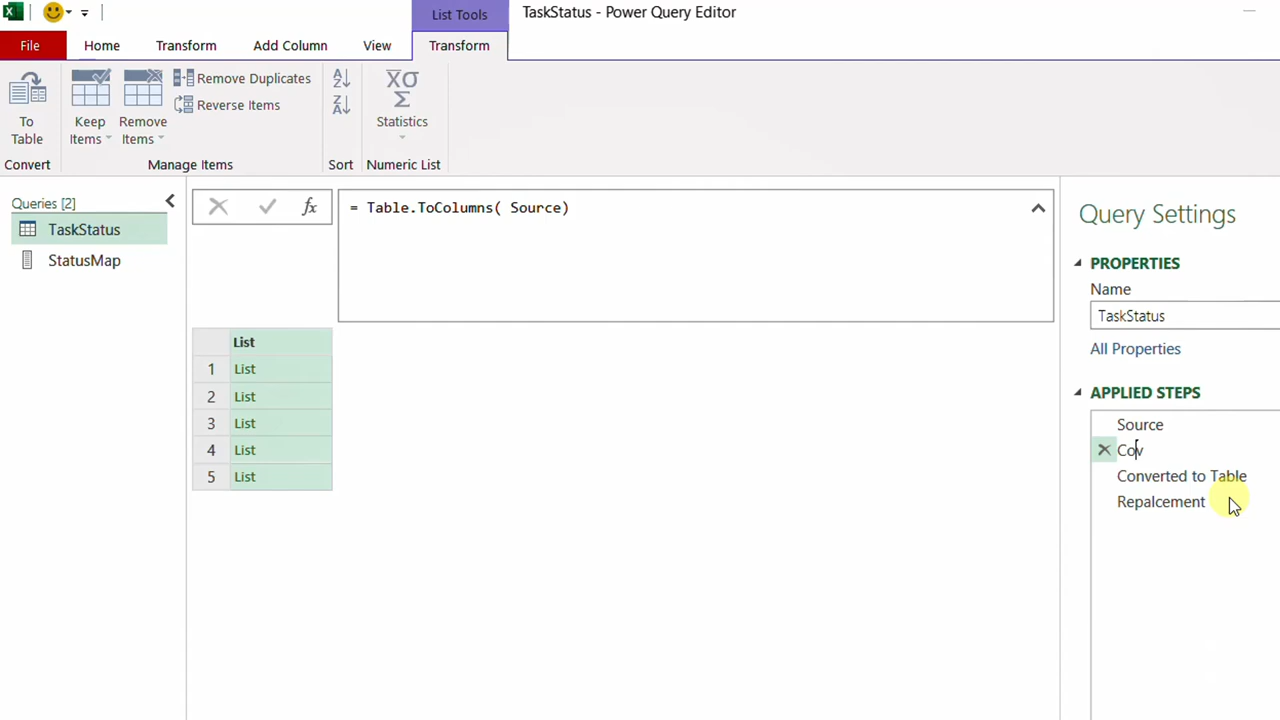 TaskStatus - Power Query Editor
List Tools
File
Home
Transform
Add Column
View
Transform
To
Table
Convert
Keep
Items
Remove
Items
Remove Duplicates
Reverse Items
Manage Items
A
Z
Z
A
Sort
X̄σ
Σ
Statistics
Numeric List
Queries [2]
TaskStatus
StatusMap
fx
= Table.ToColumns( Source)
List
1 List
2 List
3 List
4 List
5 List
Query Settings
PROPERTIES
Name
TaskStatus
All Properties
APPLIED STEPS
Source
Cov
Converted to Table
Repalcement